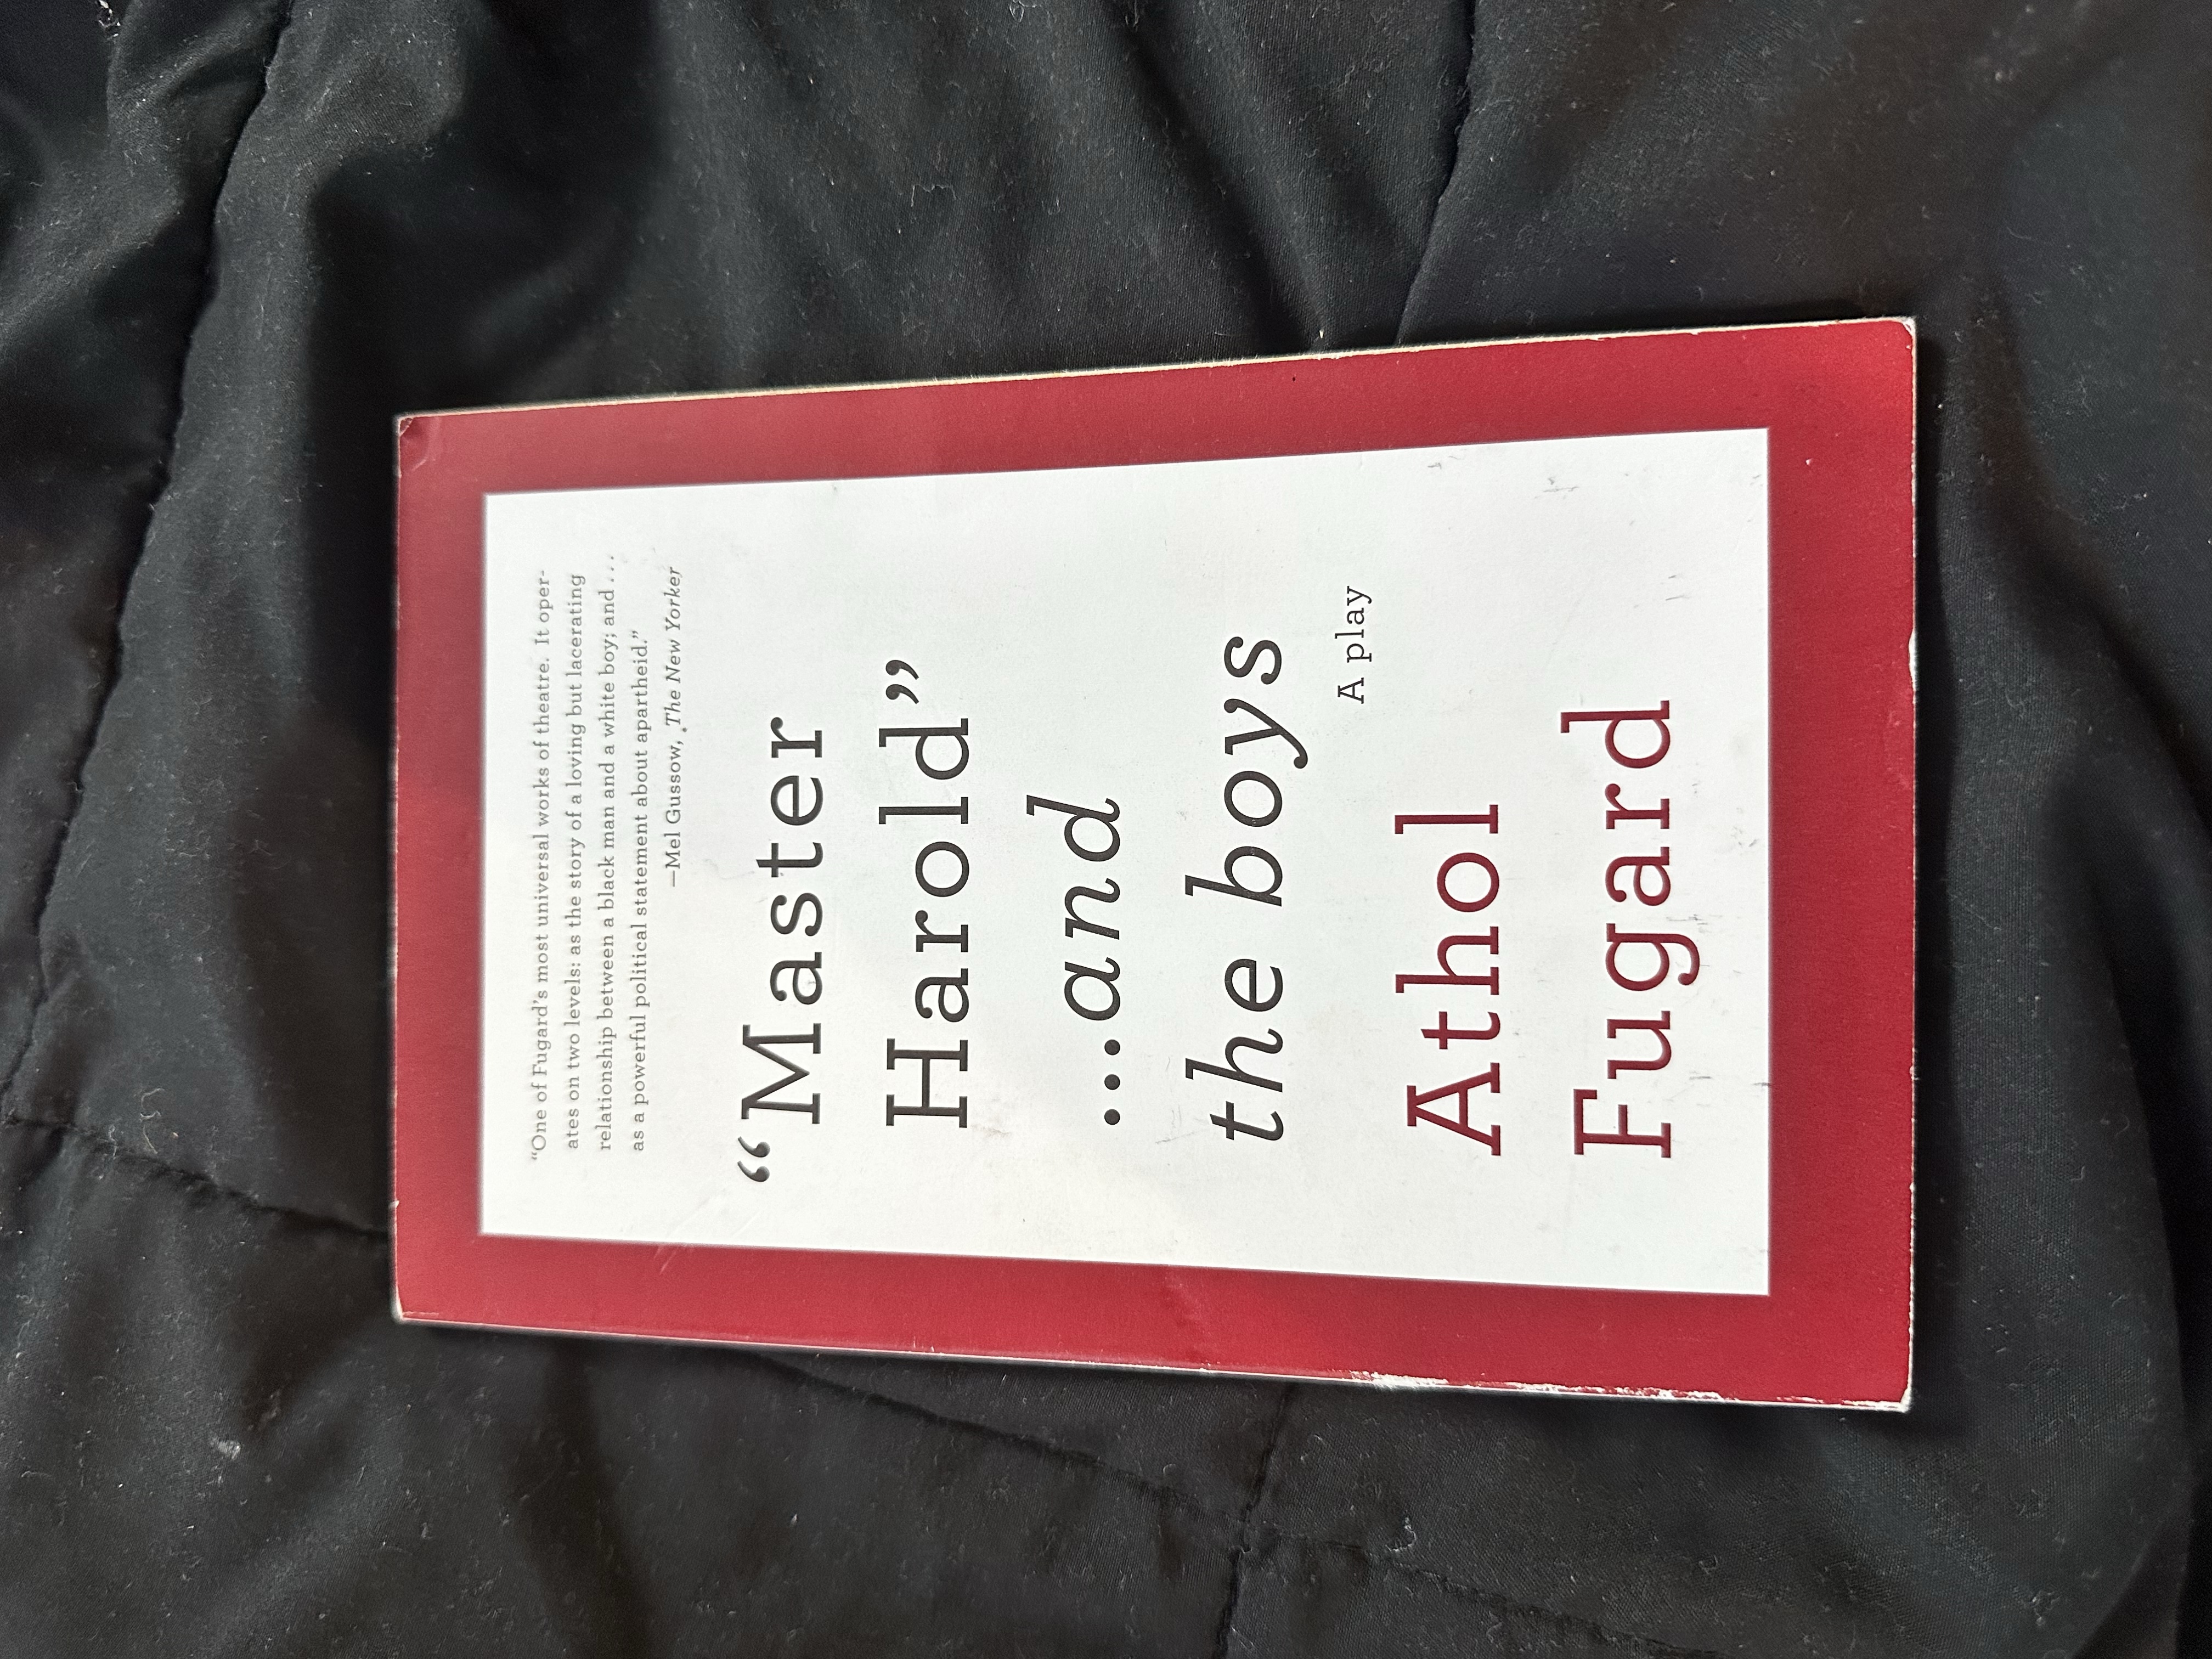 “One of Fugard’s most universal works of theatre. It oper-
ates on two levels: as the story of a loving but lacerating
relationship between a black man and a white boy; and . . .
as a powerful political statement about apartheid.”
—Mel Gussow, The New Yorker
“Master
Harold”
...and
the boys
A play
Athol
Fugard